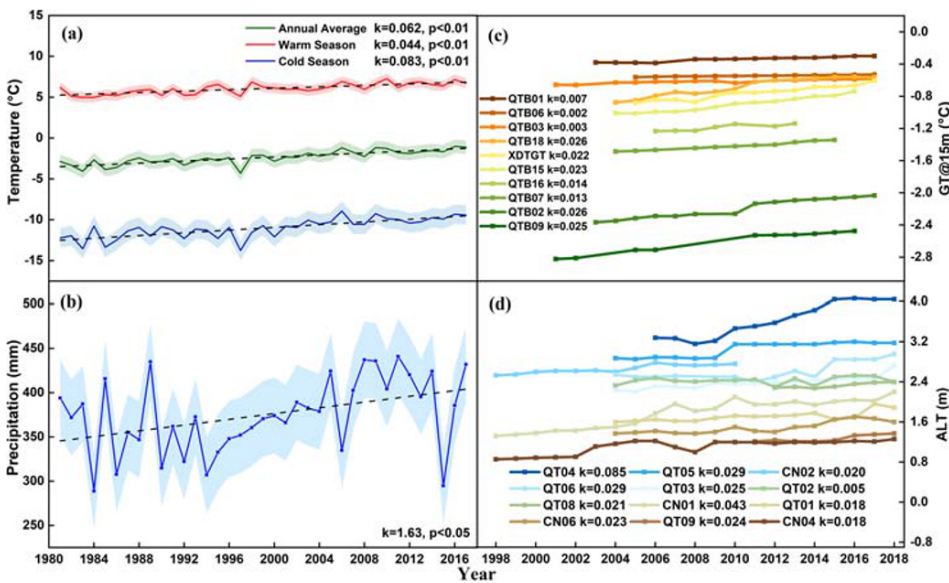 (a)
Annual Average k=0.062, p<0.01
Warm Season k=0.044, p<0.01
Cold Season k=0.083, p<0.01
15
10
5
0
-5
-10
-15
Temperature (°C)
(b)
500
450
400
350
300
250
Precipitation (mm)
k=1.63, p<0.05
1980 1984 1988 1992 1996 2000 2004 2008 2012 2016
(c)
QTB01 k=0.007
QTB06 k=0.002
QTB03 k=0.003
QTB18 k=0.026
XDTGT k=0.022
QTB15 k=0.023
QTB16 k=0.014
QTB07 k=0.013
QTB02 k=0.026
QTB09 k=0.025
0.0
-0.4
-0.8
-1.2
-1.6
-2.0
-2.4
-2.8
GT@15m (°C)
(d)
4.0
3.2
2.4
1.6
0.8
0.0
-0.8
ALT (m)
QT04 k=0.085 QT05 k=0.029 CN02 k=0.020
QT06 k=0.029 QT03 k=0.025 QT02 k=0.005
QT08 k=0.021 CN01 k=0.043 QT01 k=0.018
CN06 k=0.023 QT09 k=0.024 CN04 k=0.018
1998 2000 2002 2004 2006 2008 2010 2012 2014 2016 2018
Year